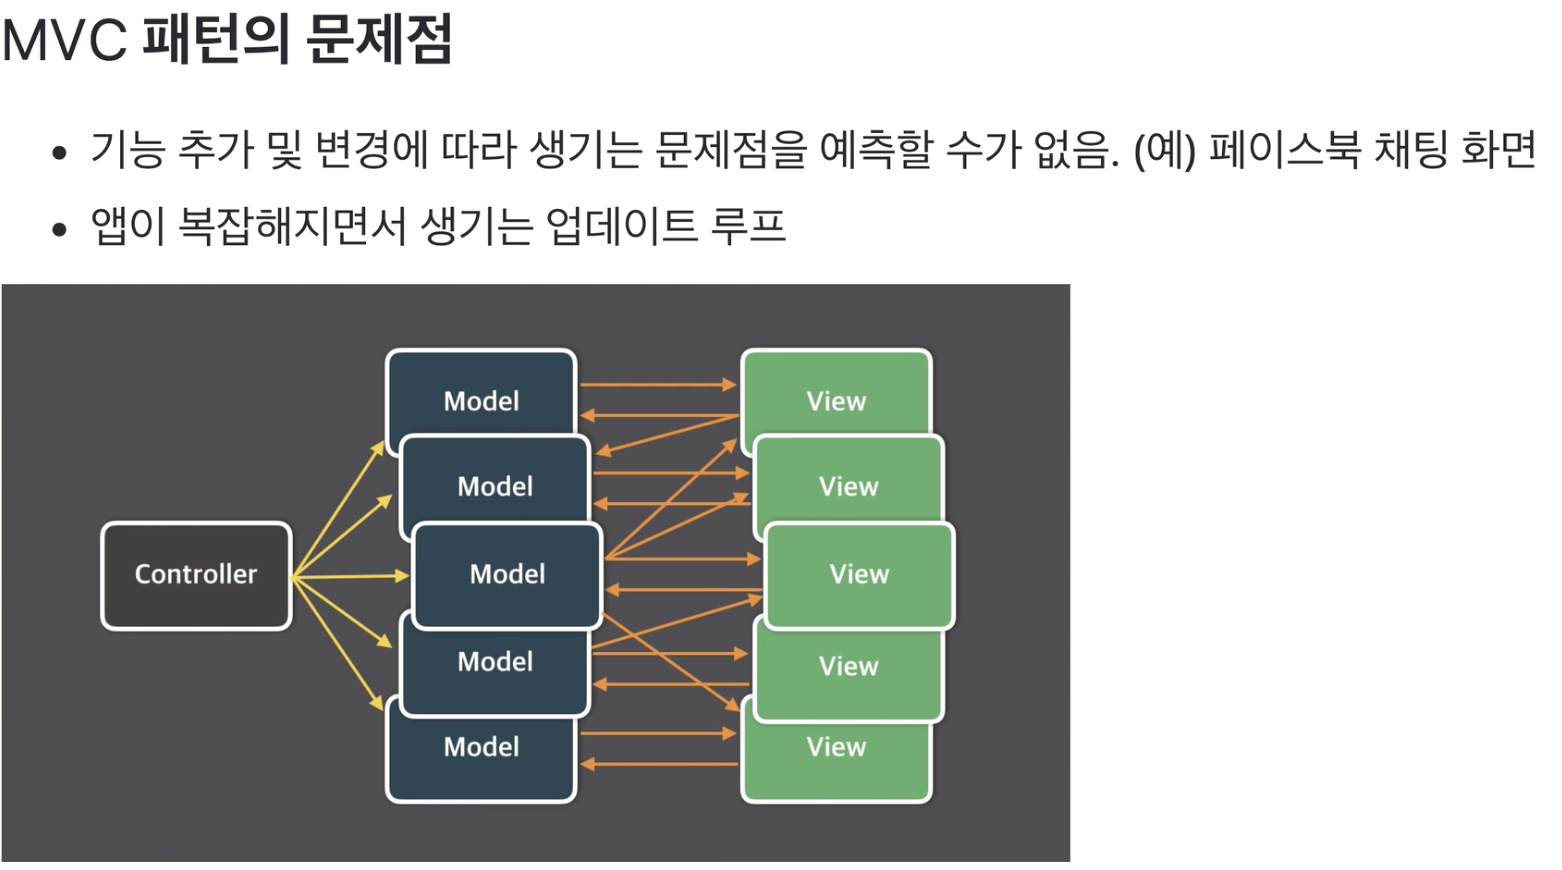 MVC 패턴의 문제점
• 기능 추가 및 변경에 따라 생기는 문제점을 예측할 수가 없음. (예) 페이스북 채팅 화면
• 앱이 복잡해지면서 생기는 업데이트 루프
Model
View
Model
View
Controller
Model
View
Model
View
Model
View